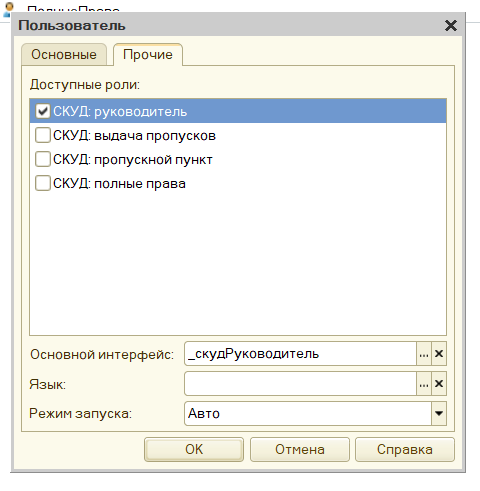 ПолныеПрава
Пользователь
Основные Прочие
Доступные роли:
СКУД: руководитель
СКУД: выдача пропусков
СКУД: пропускной пункт
СКУД: полные права
Основной интерфейс: _скудРуководитель ...
Язык: ...
Режим запуска: Авто
OK Отмена Справка